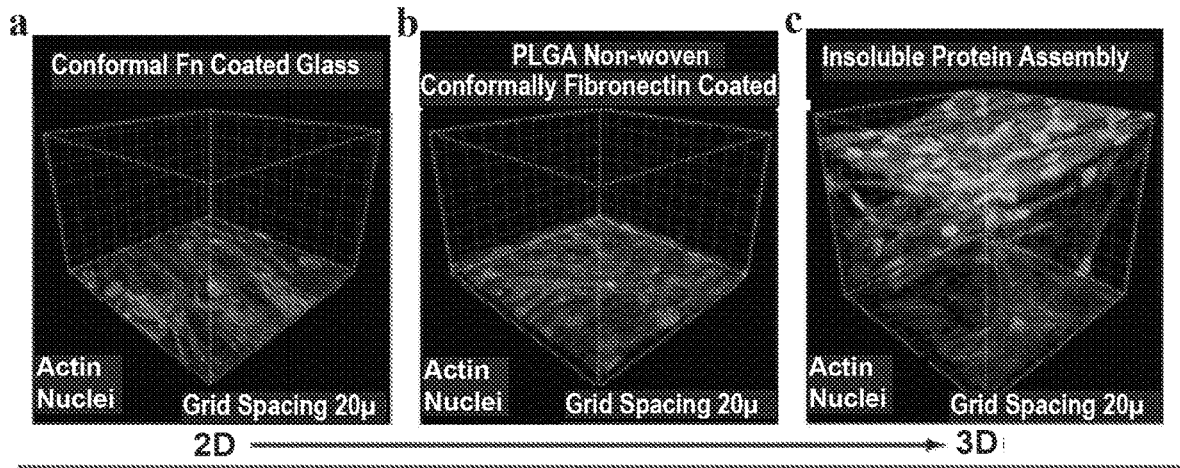 a
Conformal Fn Coated Glass
Actin
Nuclei
Grid Spacing 20μ
b
PLGA Non-woven
Conformally Fibronectin Coated
Actin
Nuclei
Grid Spacing 20μ
c
Insoluble Protein Assembly
Actin
Nuclei
Grid Spacing 20μ
2D
3D